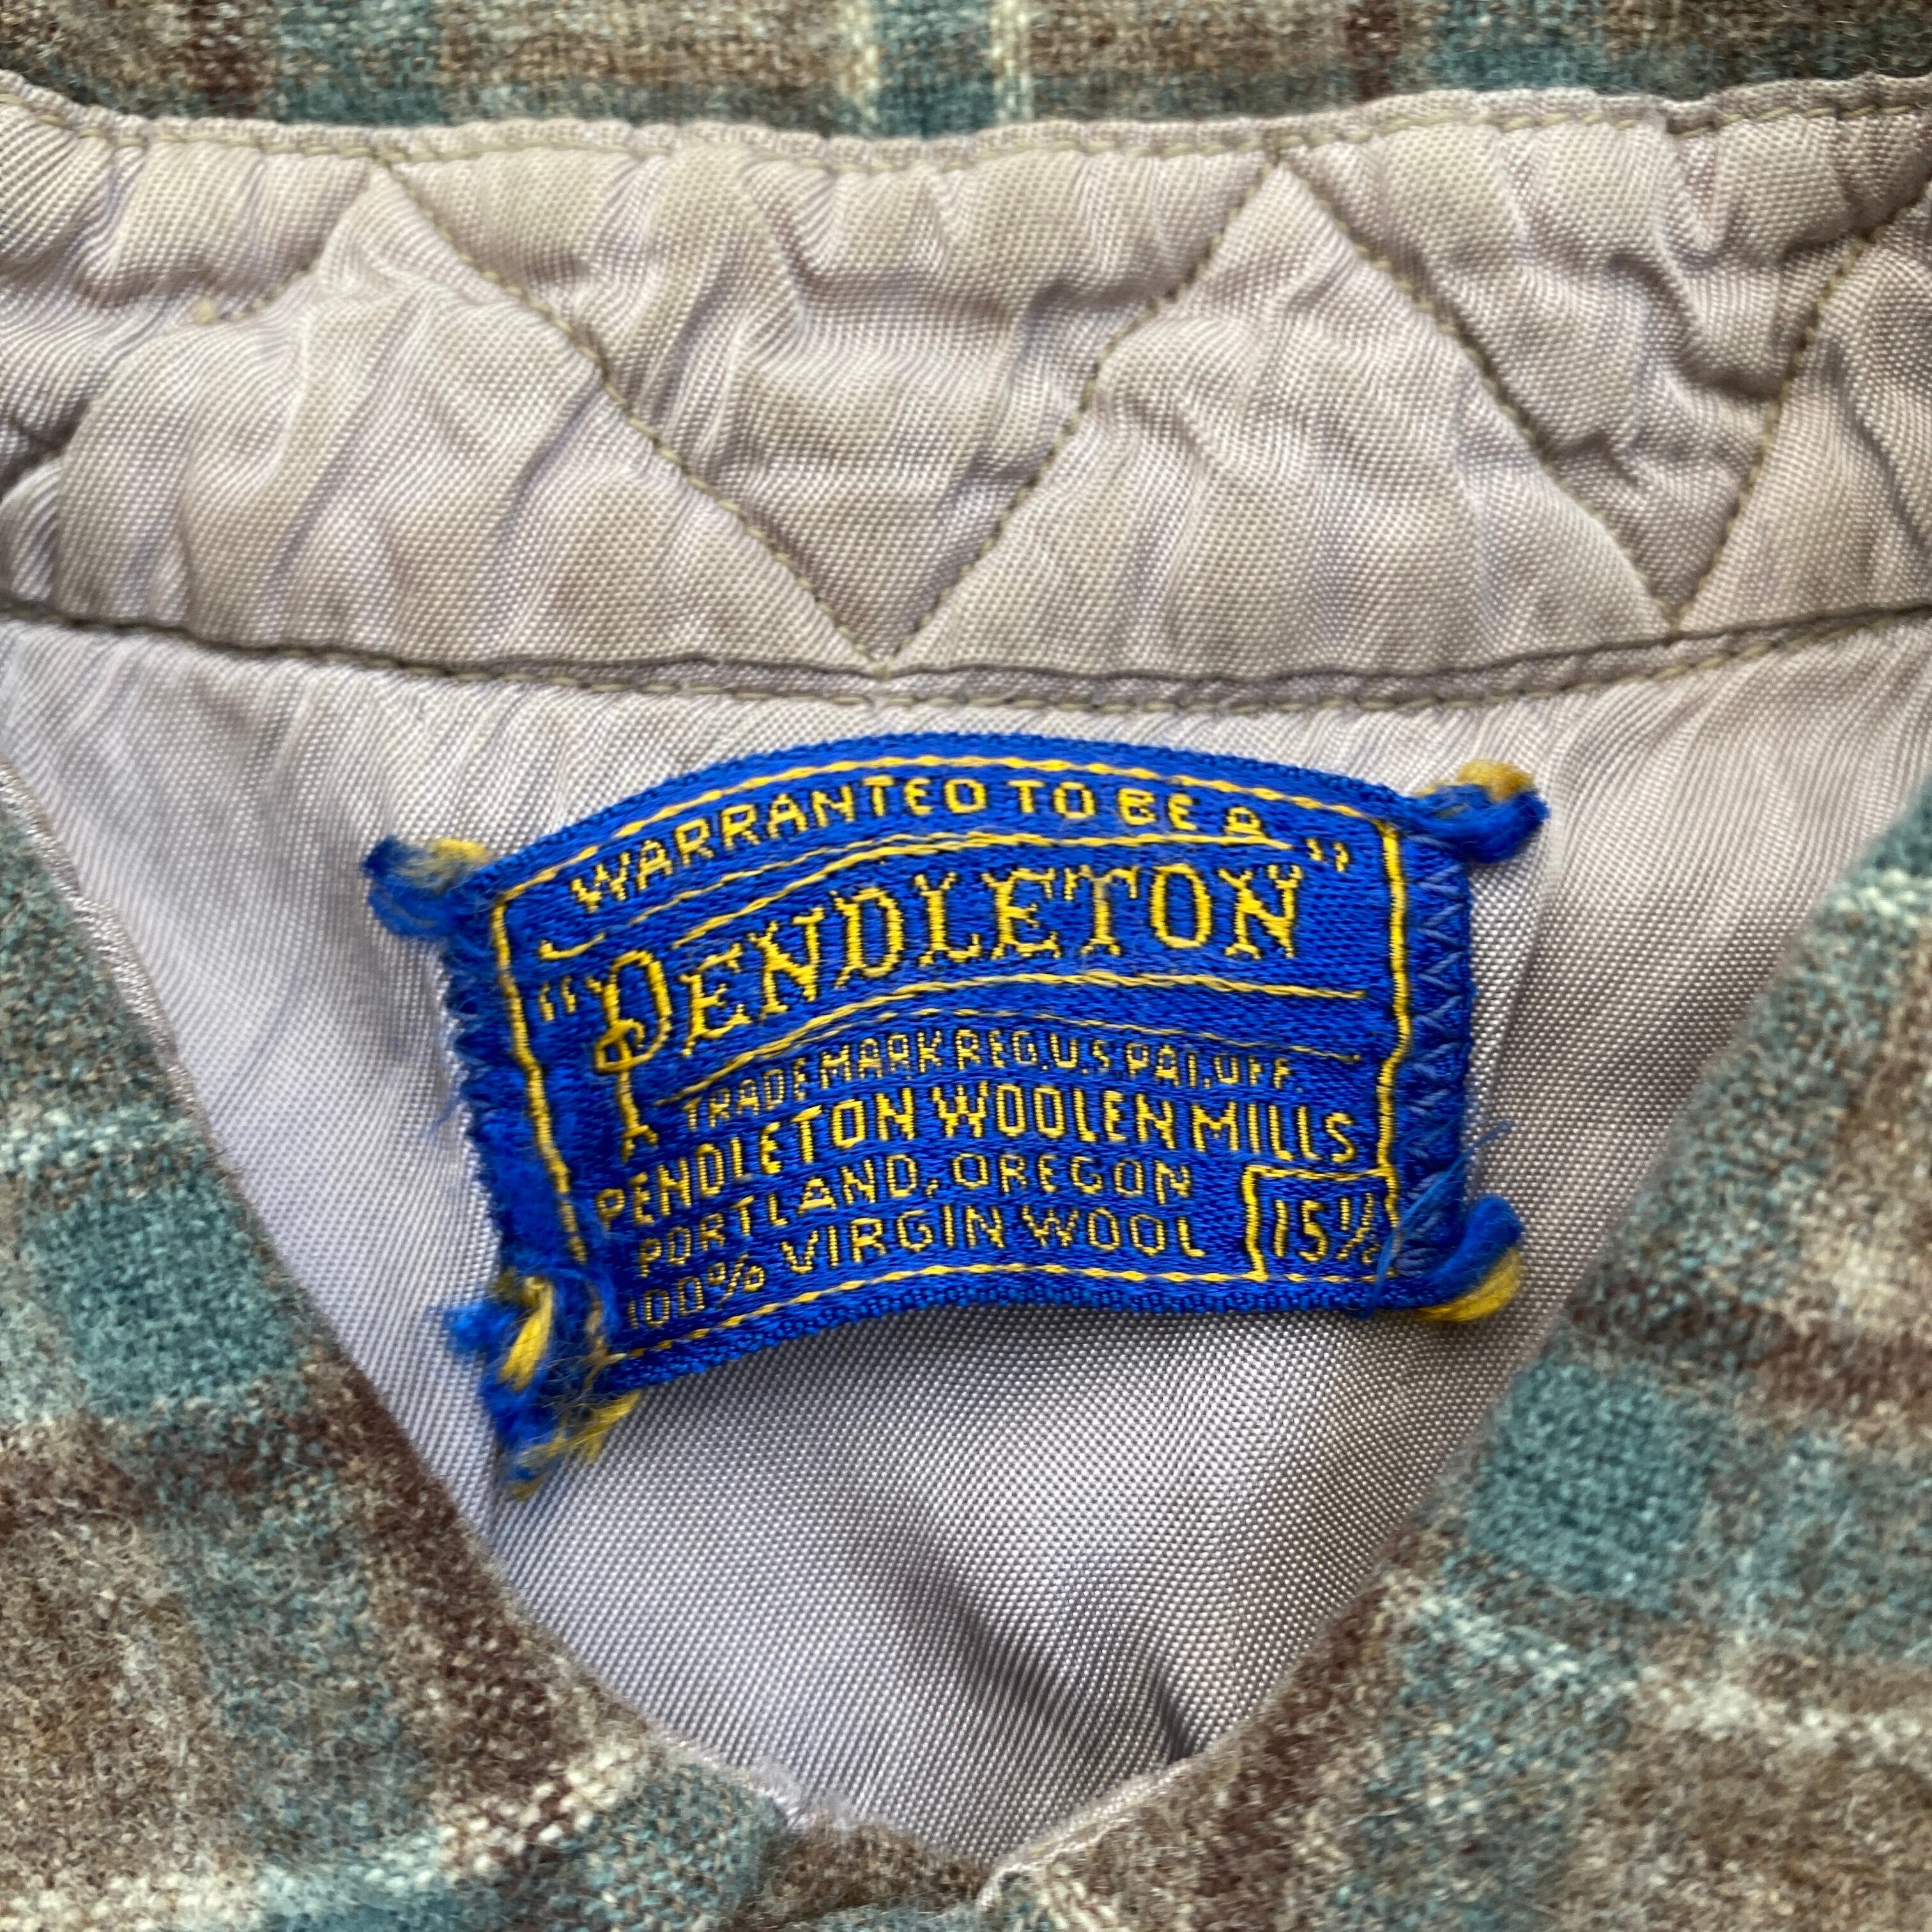 WARRANTED TO BE A
"PENDLETON"
TRADE MARK REG. U.S. PAT. OFF.
PENDLETON WOOLEN MILLS
PORTLAND, OREGON
100% VIRGIN WOOL 15½